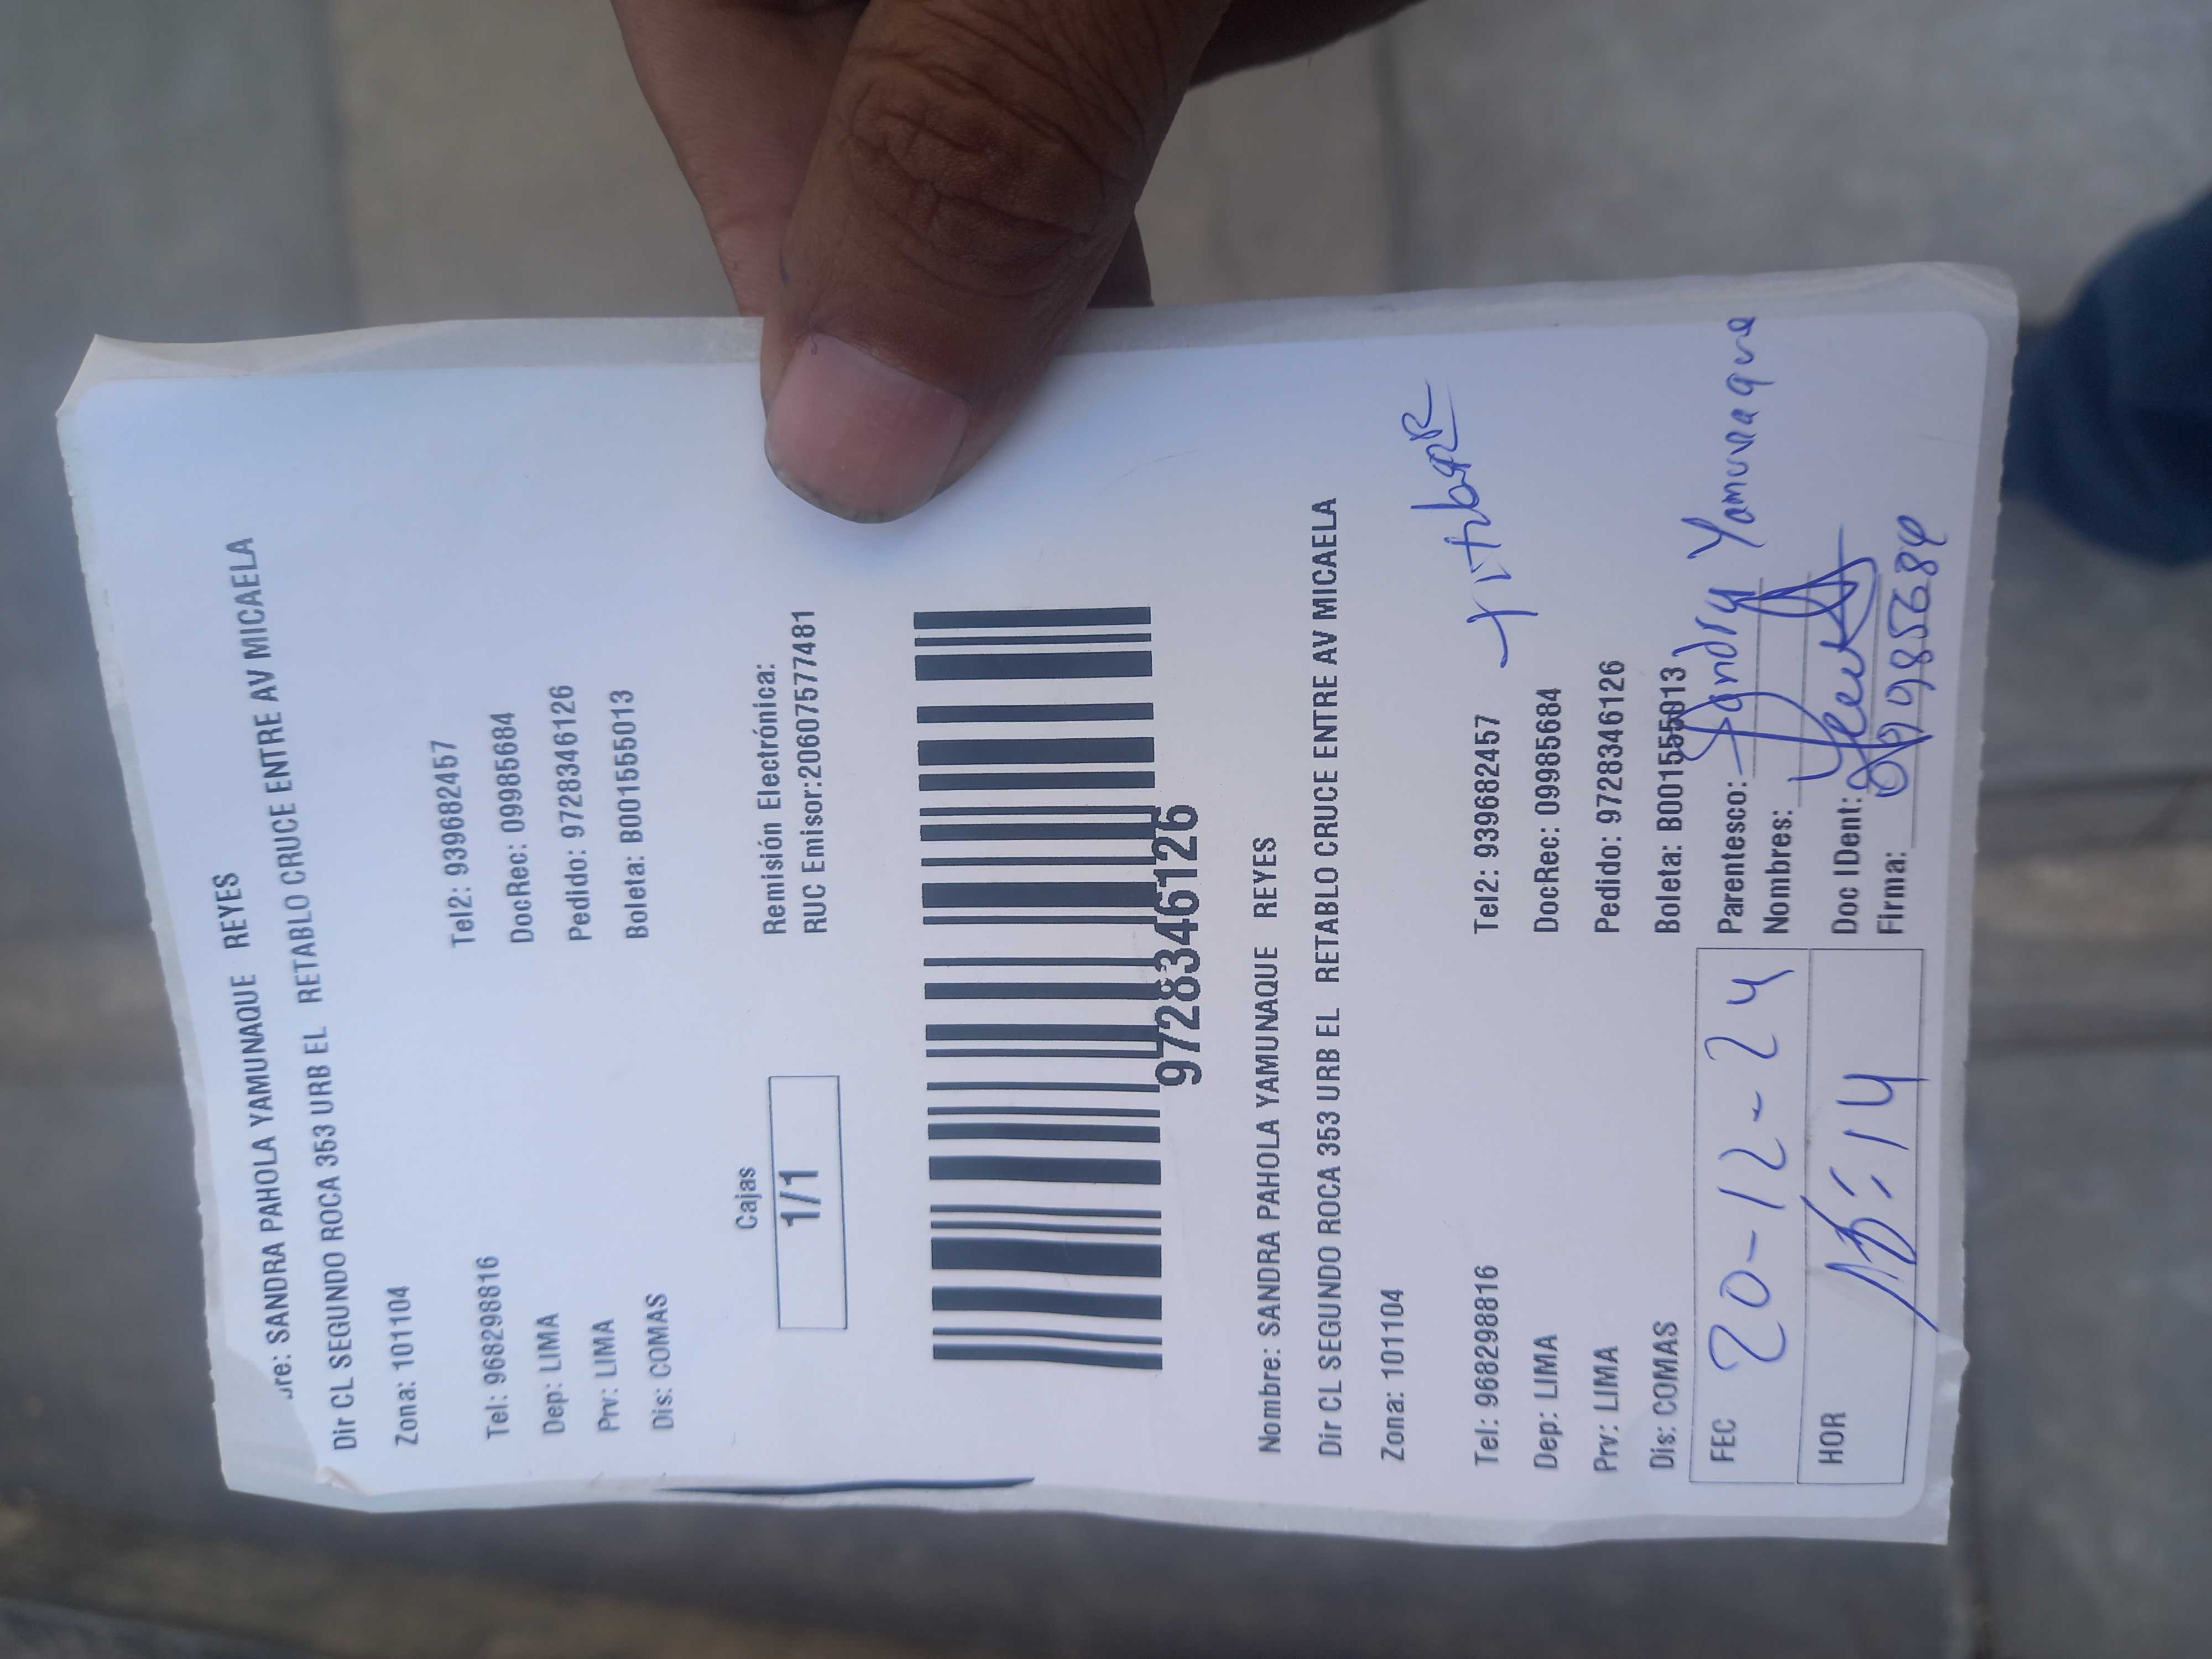 bre: SANDRA PAHOLA YAMUNAQUE REYES
Dir CL SEGUNDO ROCA 353 URB EL RETABLO CRUCE ENTRE AV MICAELA
Zona: 101104
Tel: 968298816 Tel2: 939682457
Dep: LIMA DocRec: 09985684
Prv: LIMA Pedido: 9728346126
Dis: COMAS Boleta: B001555013
Cajas
1/1
Remisión Electrónica:
RUC Emisor:20607577481
9728346126
Nombre: SANDRA PAHOLA YAMUNAQUE REYES
Dir CL SEGUNDO ROCA 353 URB EL RETABLO CRUCE ENTRE AV MICAELA
Zona: 101104
Tel: 968298816 Tel2: 939682457
Dep: LIMA DocRec: 09985684
Prv: LIMA Pedido: 9728346126
Dis: COMAS Boleta: B001555013
FEC 20-12-24 Parentesco: Sandra Yamunaque
Nombres:
HOR Doc IDent:
Firma: 09985684